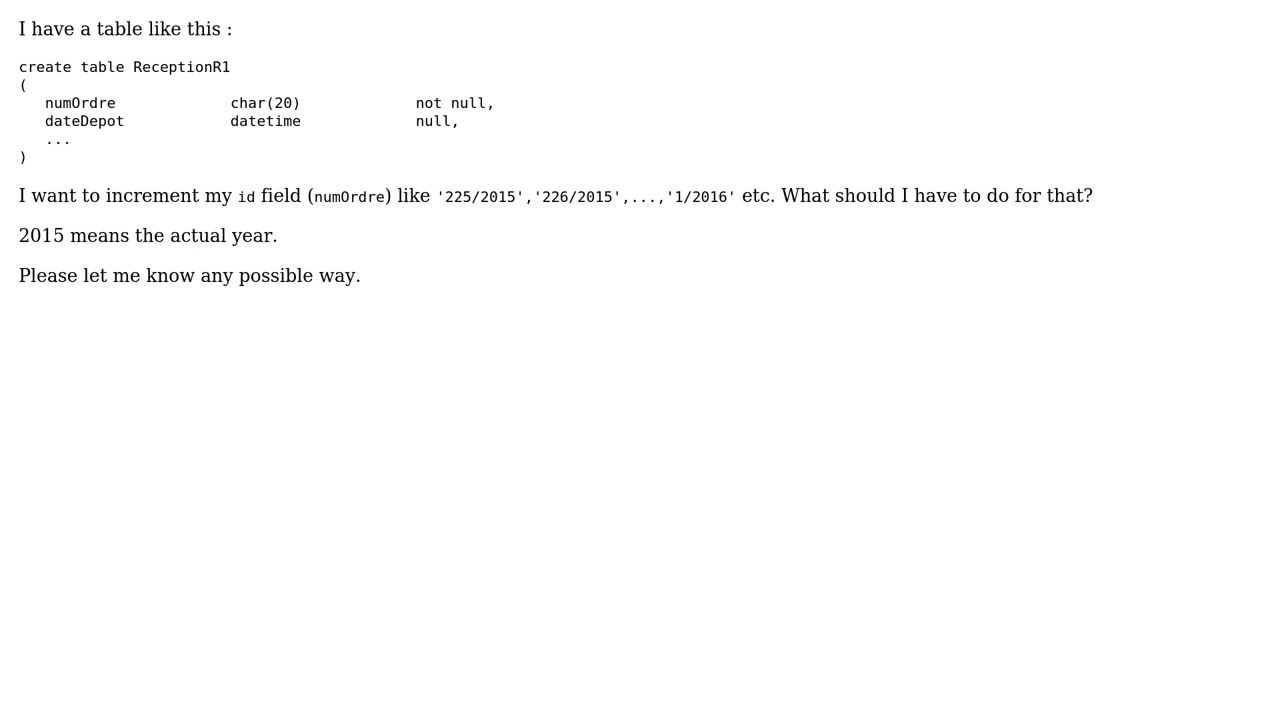 I have a table like this :
create table ReceptionR1
(
   numOrdre             char(20)             not null,
   dateDepot            datetime             null,
   ...
)
I want to increment my id field (numOrdre) like '225/2015','226/2015',...,'1/2016' etc. What should I have to do for that?
2015 means the actual year.
Please let me know any possible way.